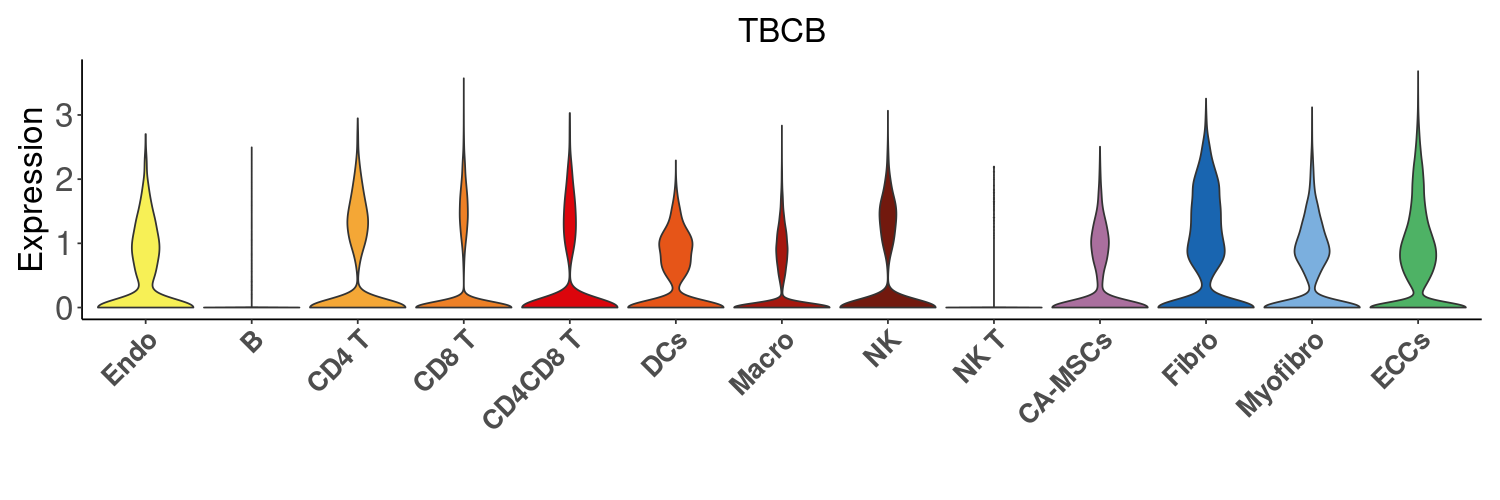 TBCB
Expression
3
2
1
0
Endo
B
CD4 T
CD8 T
CD4CD8 T
DCs
Macro
NK
NK T
CA-MSCs
Fibro
Myofibro
ECCs